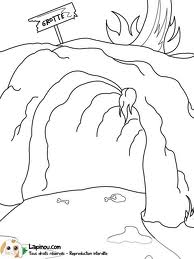 GROTTE
Lapinou.com
Tous droits réservés - Reproduction interdite